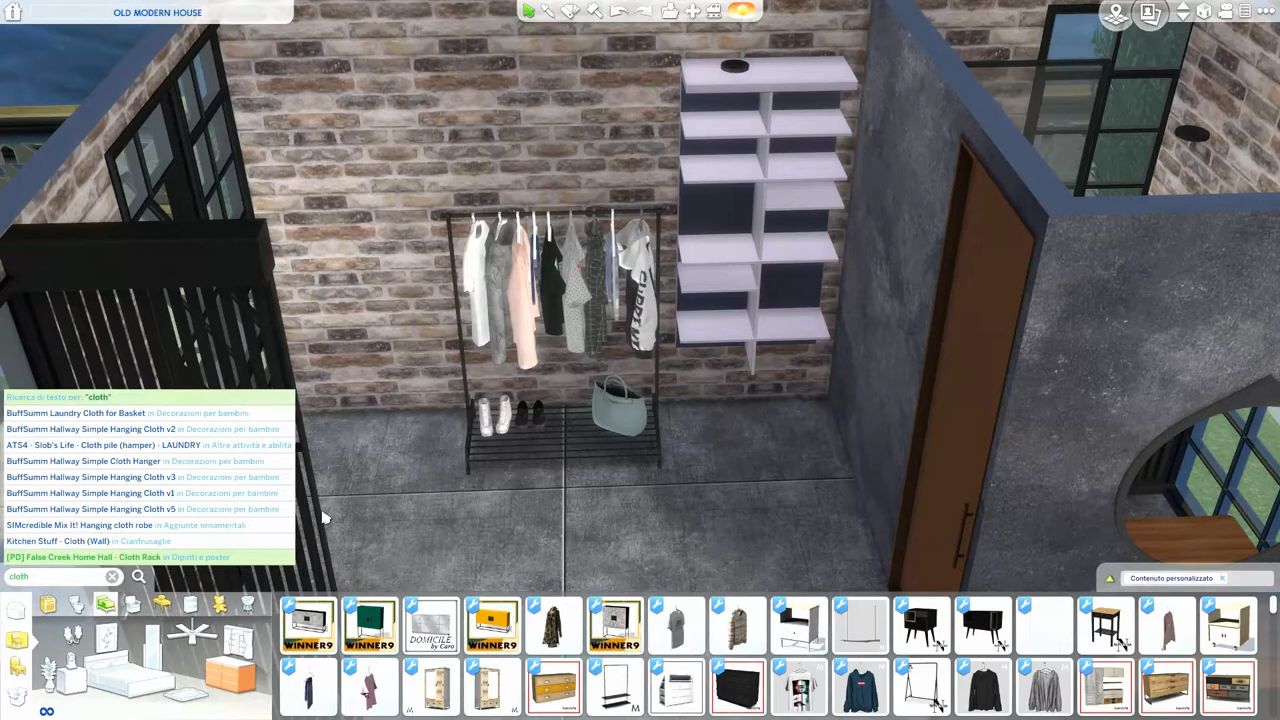 OLD MODERN HOUSE
SUPREME
Ricerca di testo per: "cloth"
BuffSumm Laundry Cloth for Basket in Decorazioni per bambini
BuffSumm Hallway Simple Hanging Cloth v2 in Decorazioni per bambini
ATS4 - Slob's Life - Cloth pile (hamper) - LAUNDRY in Altre attività e abilità
BuffSumm Hallway Simple Cloth Hanger in Decorazioni per bambini
BuffSumm Hallway Simple Hanging Cloth v3 in Decorazioni per bambini
BuffSumm Hallway Simple Hanging Cloth v1 in Decorazioni per bambini
BuffSumm Hallway Simple Hanging Cloth v5 in Decorazioni per bambini
SIMcredible Mix It! Hanging cloth robe in Aggiunte ornamentali
Kitchen Stuff - Cloth (Wall) in Cianfrusaglie
[PD] False Creek Home Hall - Cloth Rack in Dipinti e poster
cloth
Contenuto personalizzato
WINNER9 WINNER9 DOMICILE by Caro WINNER9 WINNER9